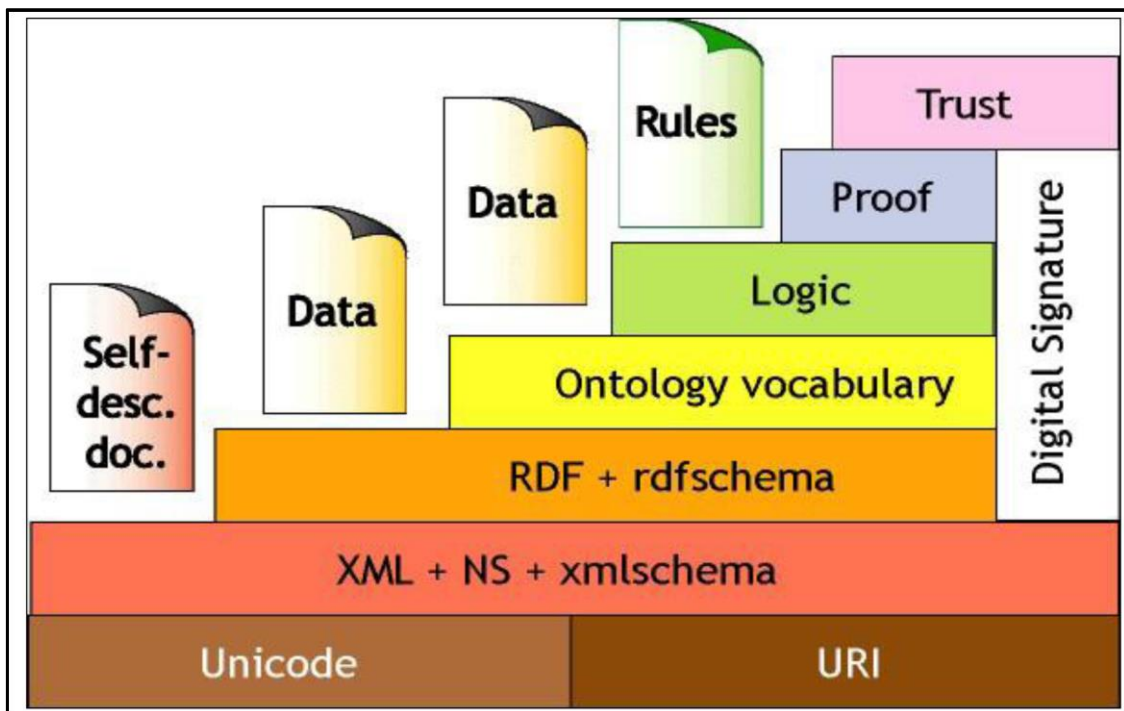 Trust
Rules
Proof
Data
Logic
Data
Digital Signature
Self-
desc.
doc.
Ontology vocabulary
RDF + rdfschema
XML + NS + xmlschema
Unicode
URI